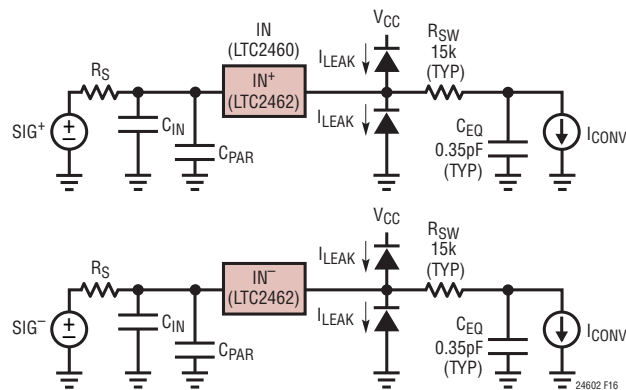 IN
(LTC2460)
VCC
RSW
15k
(TYP)
ILEAK
RS
IN+
(LTC2462)
SIG+
CIN
ILEAK
CPAR
CEQ
0.35pF
(TYP)
ICONV
VCC
RSW
15k
(TYP)
ILEAK
RS
IN−
(LTC2462)
SIG−
CIN
ILEAK
CPAR
CEQ
0.35pF
(TYP)
ICONV
24602 F16